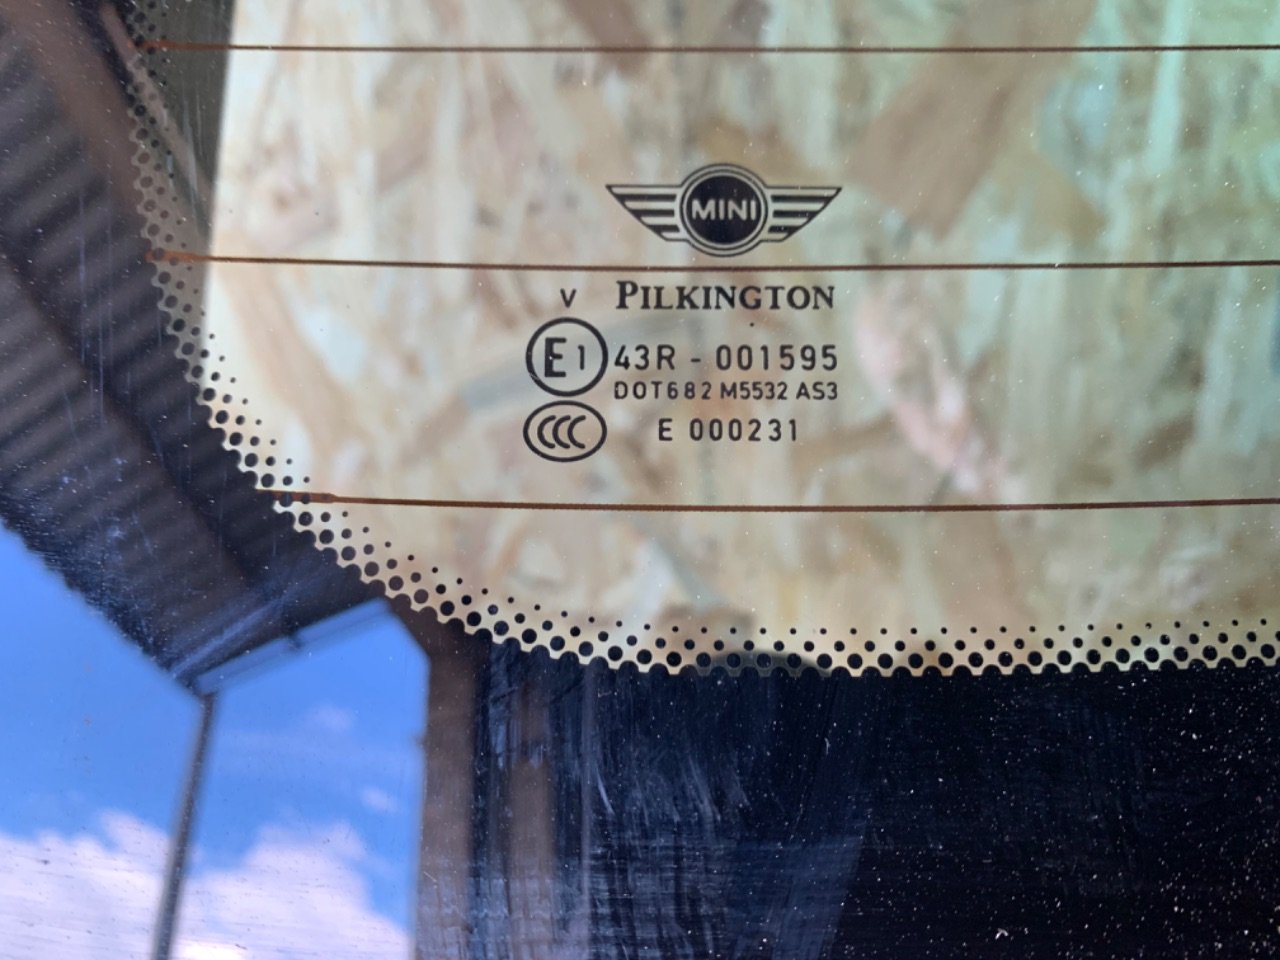 MINI
V PILKINGTON
E1 43R - 001595
DOT682 M5532 AS3
CCC E 000231